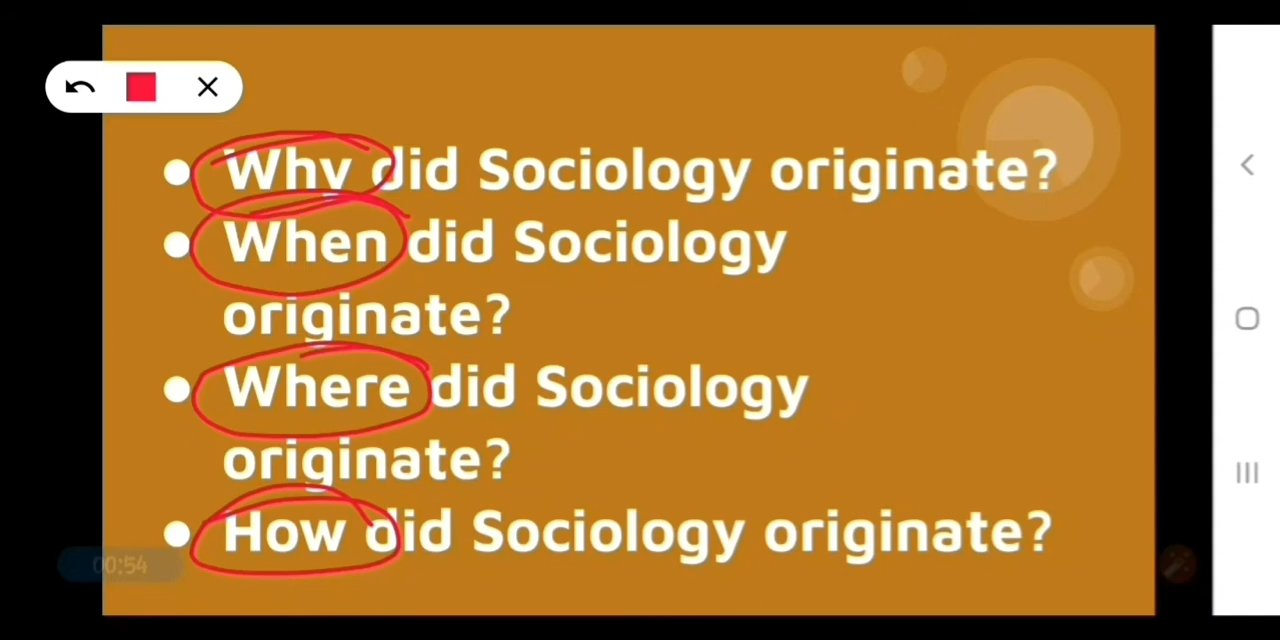 • Why did Sociology originate?
• When did Sociology
originate?
• Where did Sociology
originate?
• How did Sociology originate?
00:54